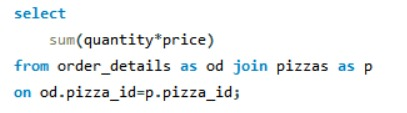 select
    sum(quantity*price)
from order_details as od join pizzas as p
on od.pizza_id=p.pizza_id;